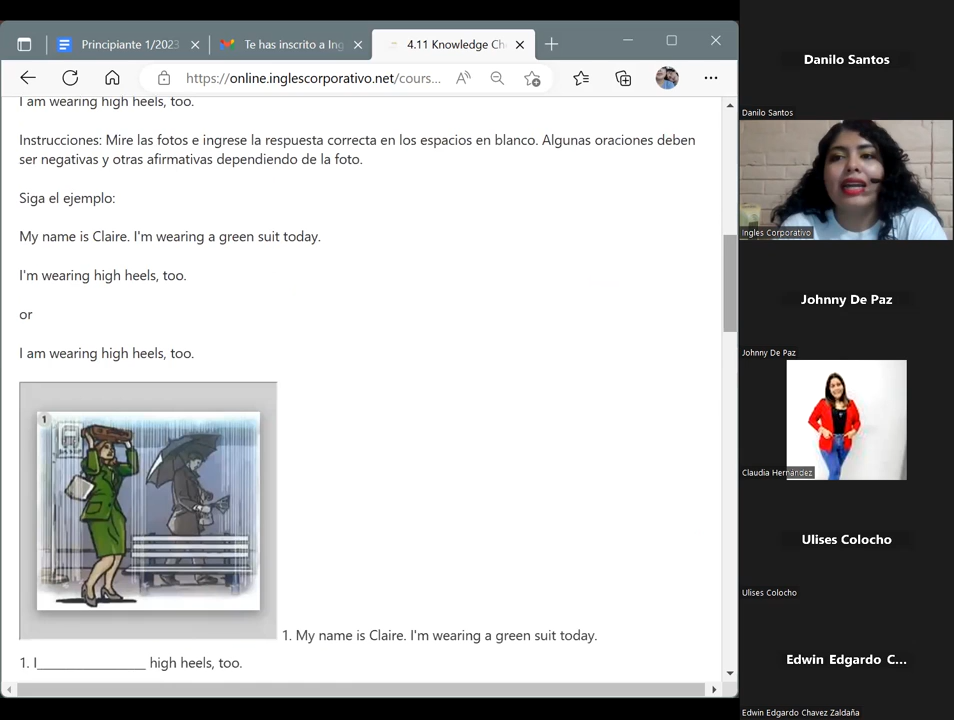 Principiante 1/2023
Te has inscrito a Ing
4.11 Knowledge Ch
https://online.inglescorporativo.net/cours...
I am wearing high heels, too.
Instrucciones: Mire las fotos e ingrese la respuesta correcta en los espacios en blanco. Algunas oraciones deben
ser negativas y otras afirmativas dependiendo de la foto.
Siga el ejemplo:
My name is Claire. I'm wearing a green suit today.
I'm wearing high heels, too.
or
I am wearing high heels, too.
1
1. My name is Claire. I'm wearing a green suit today.
1. I_________________ high heels, too.
Danilo Santos
Danilo Santos
Ingles Corporativo
Johnny De Paz
Johnny De Paz
Claudia Hernández
Ulises Colocho
Ulises Colocho
Edwin Edgardo C...
Edwin Edgardo Chavez Zaldaña